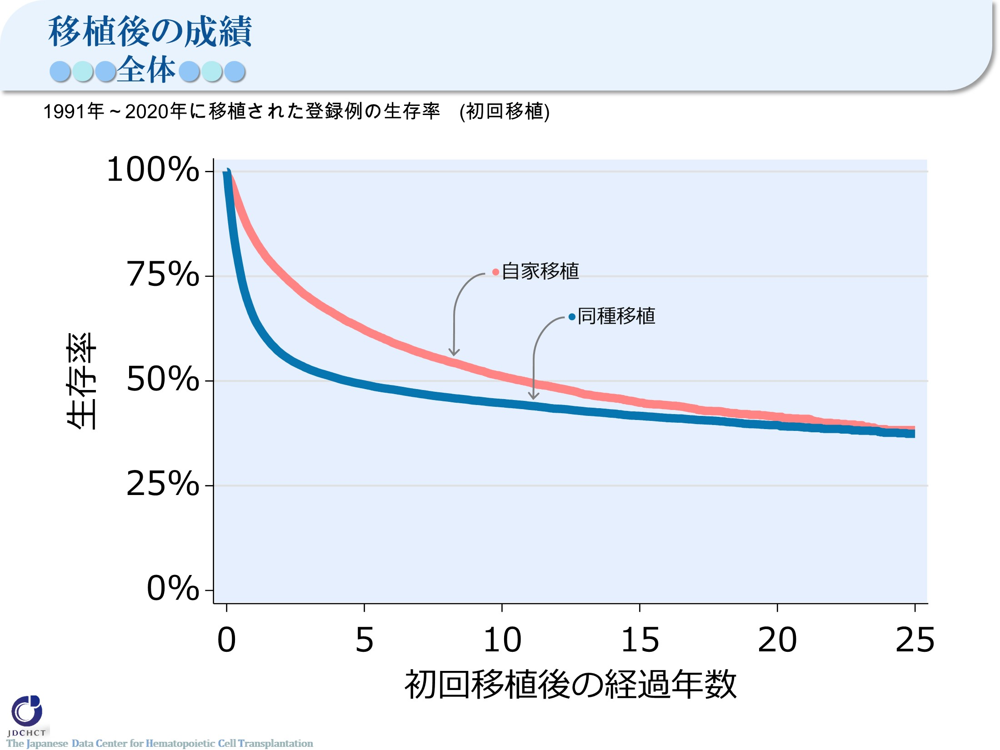 移植後の成績
全体
1991年～2020年に移植された登録例の生存率　(初回移植)
100%
75%
50%
25%
0%
生存率
自家移植
同種移植
0 5 10 15 20 25
初回移植後の経過年数
JDCHCT
The Japanese Data Center for Hematopoietic Cell Transplantation